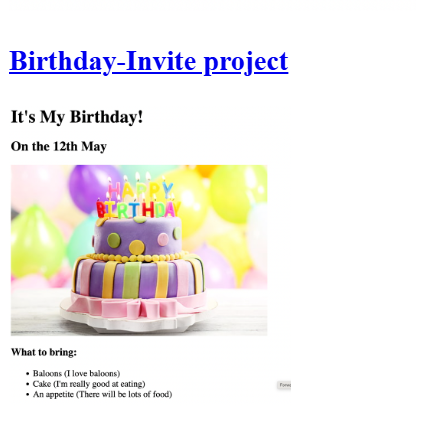 Birthday-Invite project
It's My Birthday!
On the 12th May
HAPPY
BIRTHDAY
What to bring:
• Baloons (I love baloons)
• Cake (I'm really good at eating)
• An appetite (There will be lots of food)